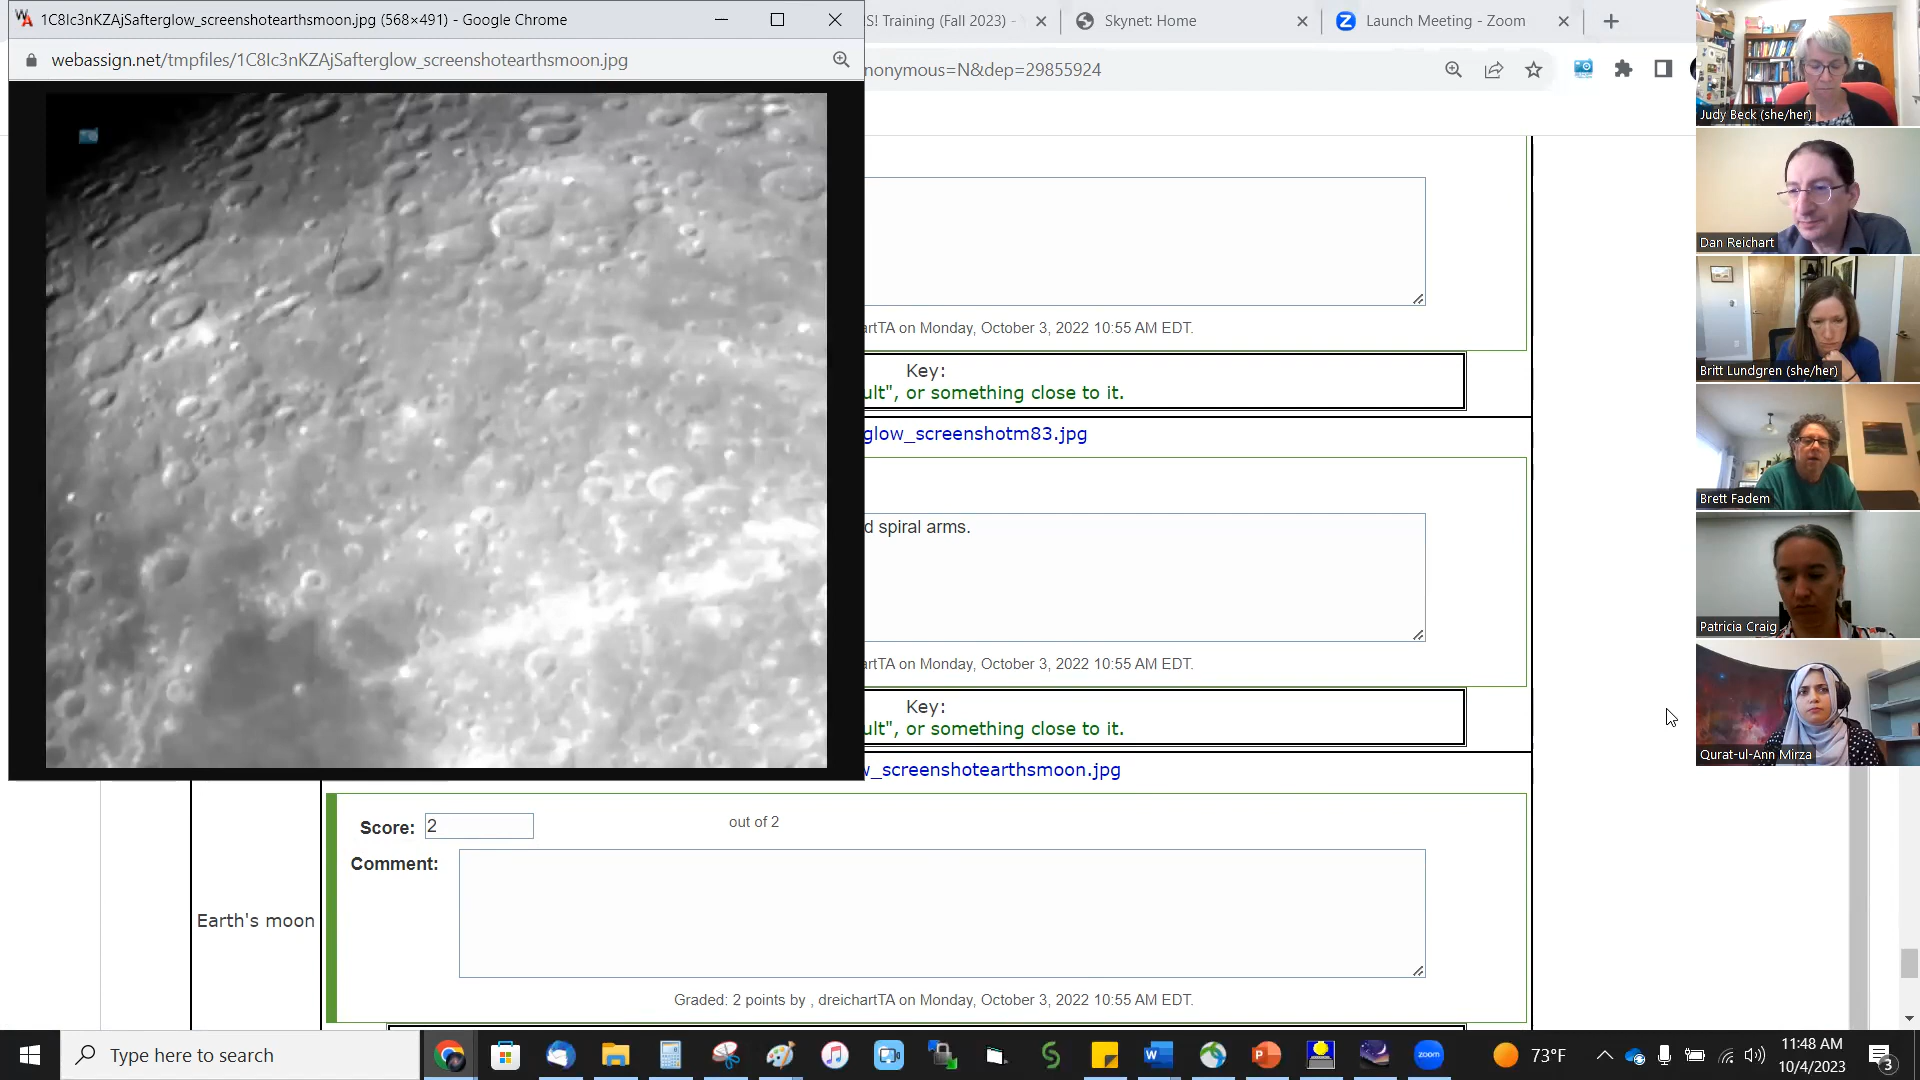 1C8Ic3nKZAjSafterglow_screenshotearthsmoon.jpg (568×491) - Google Chrome
S! Training (Fall 2023) -
Skynet: Home
Launch Meeting - Zoom
webassign.net/tmpfiles/1C8Ic3nKZAjSafterglow_screenshotearthsmoon.jpg
nonymous=N&dep=29855924
Judy Beck (she/her)
Dan Reichart
artTA on Monday, October 3, 2022 10:55 AM EDT.
Key:
ult", or something close to it.
Britt Lundgren (she/her)
glow_screenshotm83.jpg
Brett Fadem
d spiral arms.
Patricia Craig
artTA on Monday, October 3, 2022 10:55 AM EDT.
Key:
ult", or something close to it.
Qurat-ul-Ann Mirza
_screenshotearthsmoon.jpg
Score: 2 out of 2
Comment:
Earth's moon
Graded: 2 points by , dreichartTA on Monday, October 3, 2022 10:55 AM EDT.
Type here to search
zoom
73°F
11:48 AM
10/4/2023
3